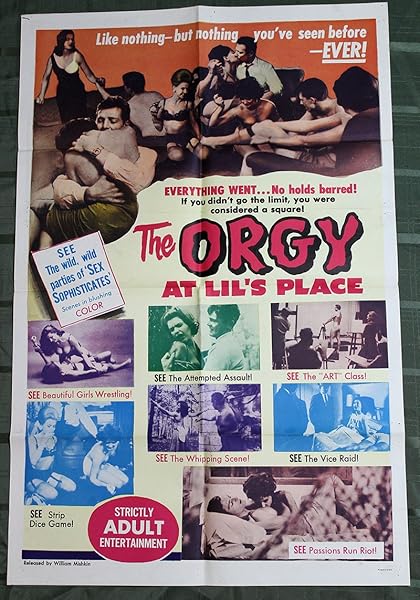 Like nothing—but nothing—you've seen before
—EVER!
EVERYTHING WENT...No holds barred!
If you didn't go the limit, you were
considered a square!
The ORGY
AT LIL'S PLACE
SEE
The wild, wild
parties of 'SEX
SOPHISTICATES'
Scenes in blushing
COLOR
SEE Beautiful Girls Wrestling!
SEE The Attempted Assault!
SEE The "ART" Class!
SEE The Whipping Scene!
SEE The Vice Raid!
SEE Strip
Dice Game!
STRICTLY
ADULT
ENTERTAINMENT
SEE Passions Run Riot!
Released by William Mishkin